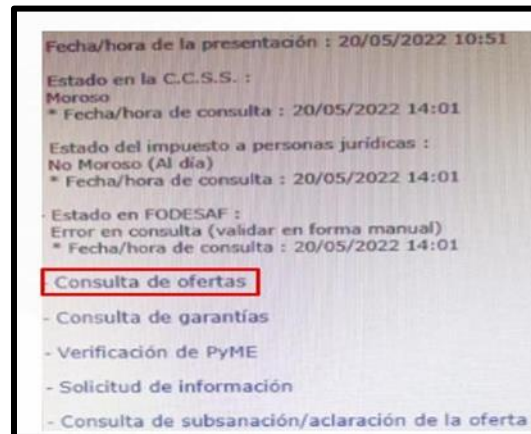 Fecha/hora de la presentación : 20/05/2022 10:51
Estado en la C.C.S.S. :
Moroso
* Fecha/hora de consulta : 20/05/2022 14:01
Estado del impuesto a personas jurídicas :
No Moroso (Al día)
* Fecha/hora de consulta : 20/05/2022 14:01
- Estado en FODESAF :
Error en consulta (validar en forma manual)
* Fecha/hora de consulta : 20/05/2022 14:01
- Consulta de ofertas
- Consulta de garantías
- Verificación de PyME
- Solicitud de información
- Consulta de subsanación/aclaración de la oferta